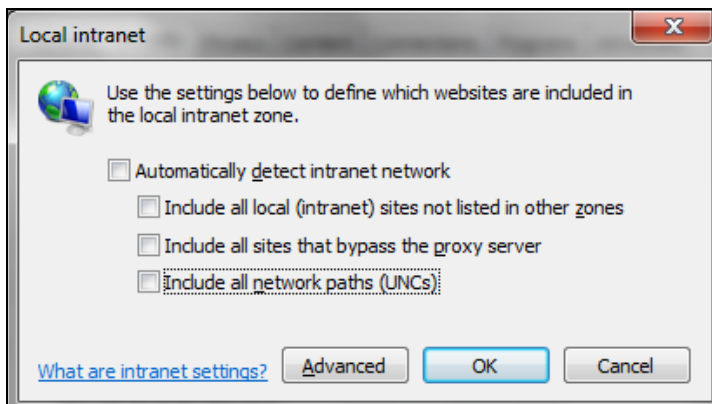 Local intranet
Use the settings below to define which websites are included in
the local intranet zone.
Automatically detect intranet network
Include all local (intranet) sites not listed in other zones
Include all sites that bypass the proxy server
Include all network paths (UNCs)
What are intranet settings?
Advanced
OK
Cancel